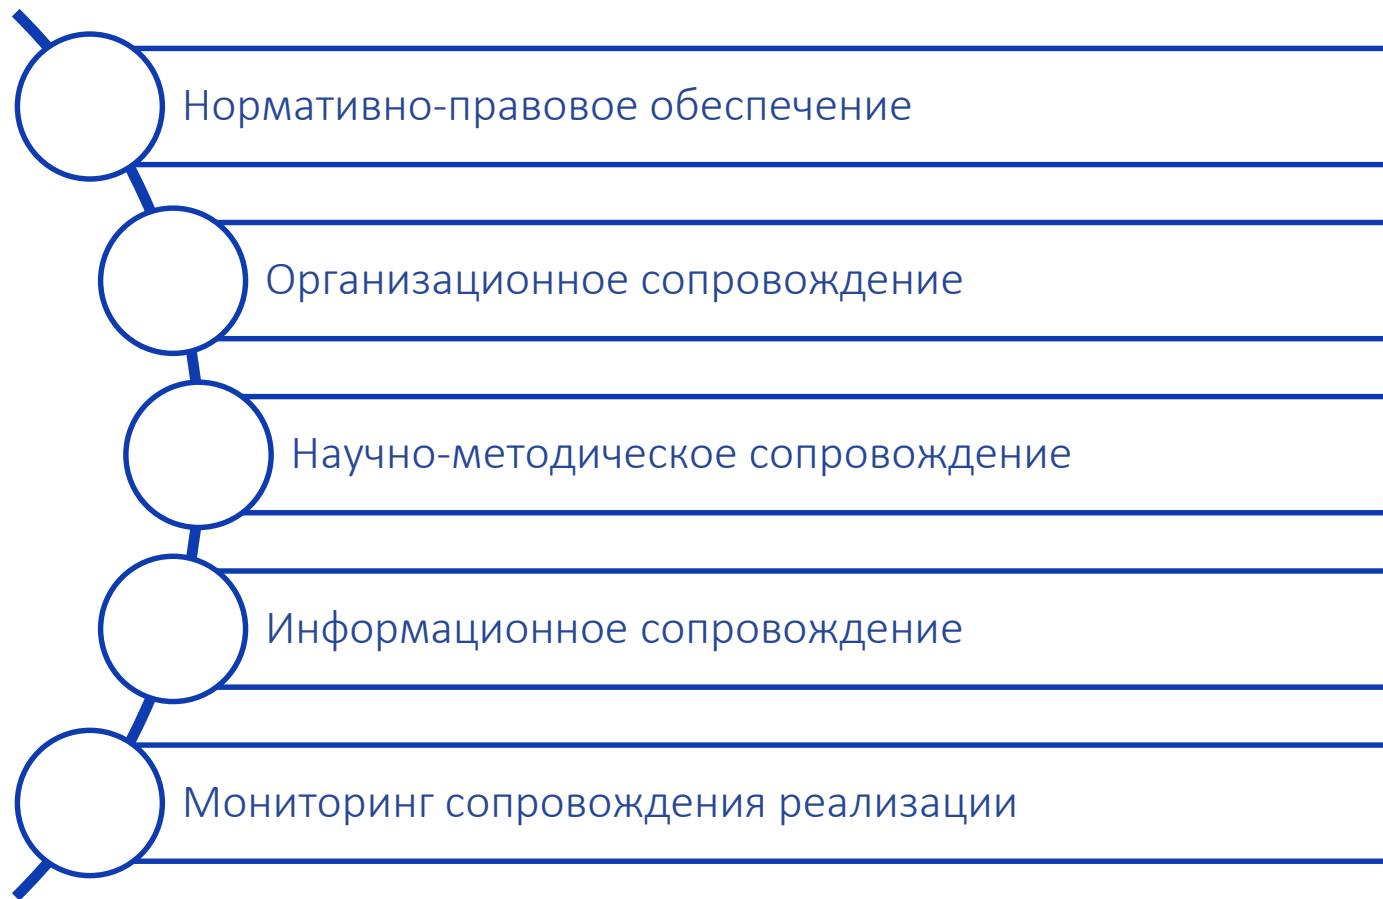 Нормативно-правовое обеспечение
Организационное сопровождение
Научно-методическое сопровождение
Информационное сопровождение
Мониторинг сопровождения реализации